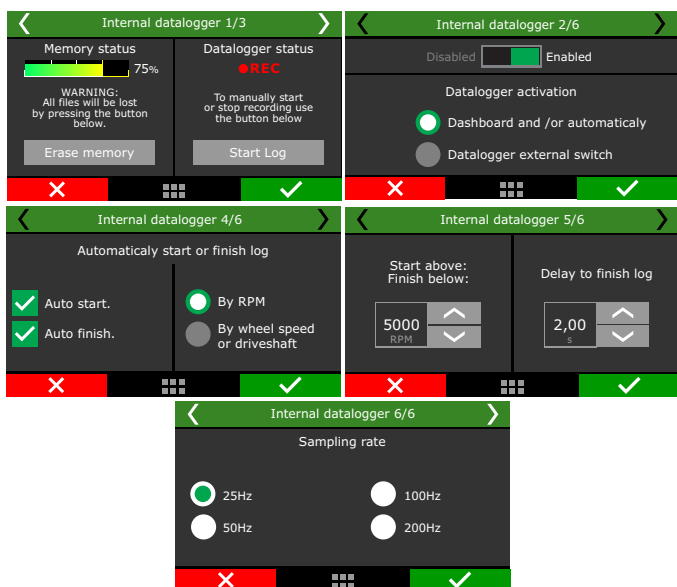 Internal datalogger 1/3
Memory status
75%
WARNING:
All files will be lost
by pressing the button
below.
Erase memory
Datalogger status
REC
To manually start
or stop recording use
the button below
Start Log
Internal datalogger 2/6
Disabled
Enabled
Datalogger activation
Dashboard and /or automaticaly
Datalogger external switch
Internal datalogger 4/6
Automaticaly start or finish log
Auto start.
Auto finish.
By RPM
By wheel speed
or driveshaft
Internal datalogger 5/6
Start above:
Finish below:
5000
RPM
Delay to finish log
2,00
s
Internal datalogger 6/6
Sampling rate
25Hz
50Hz
100Hz
200Hz